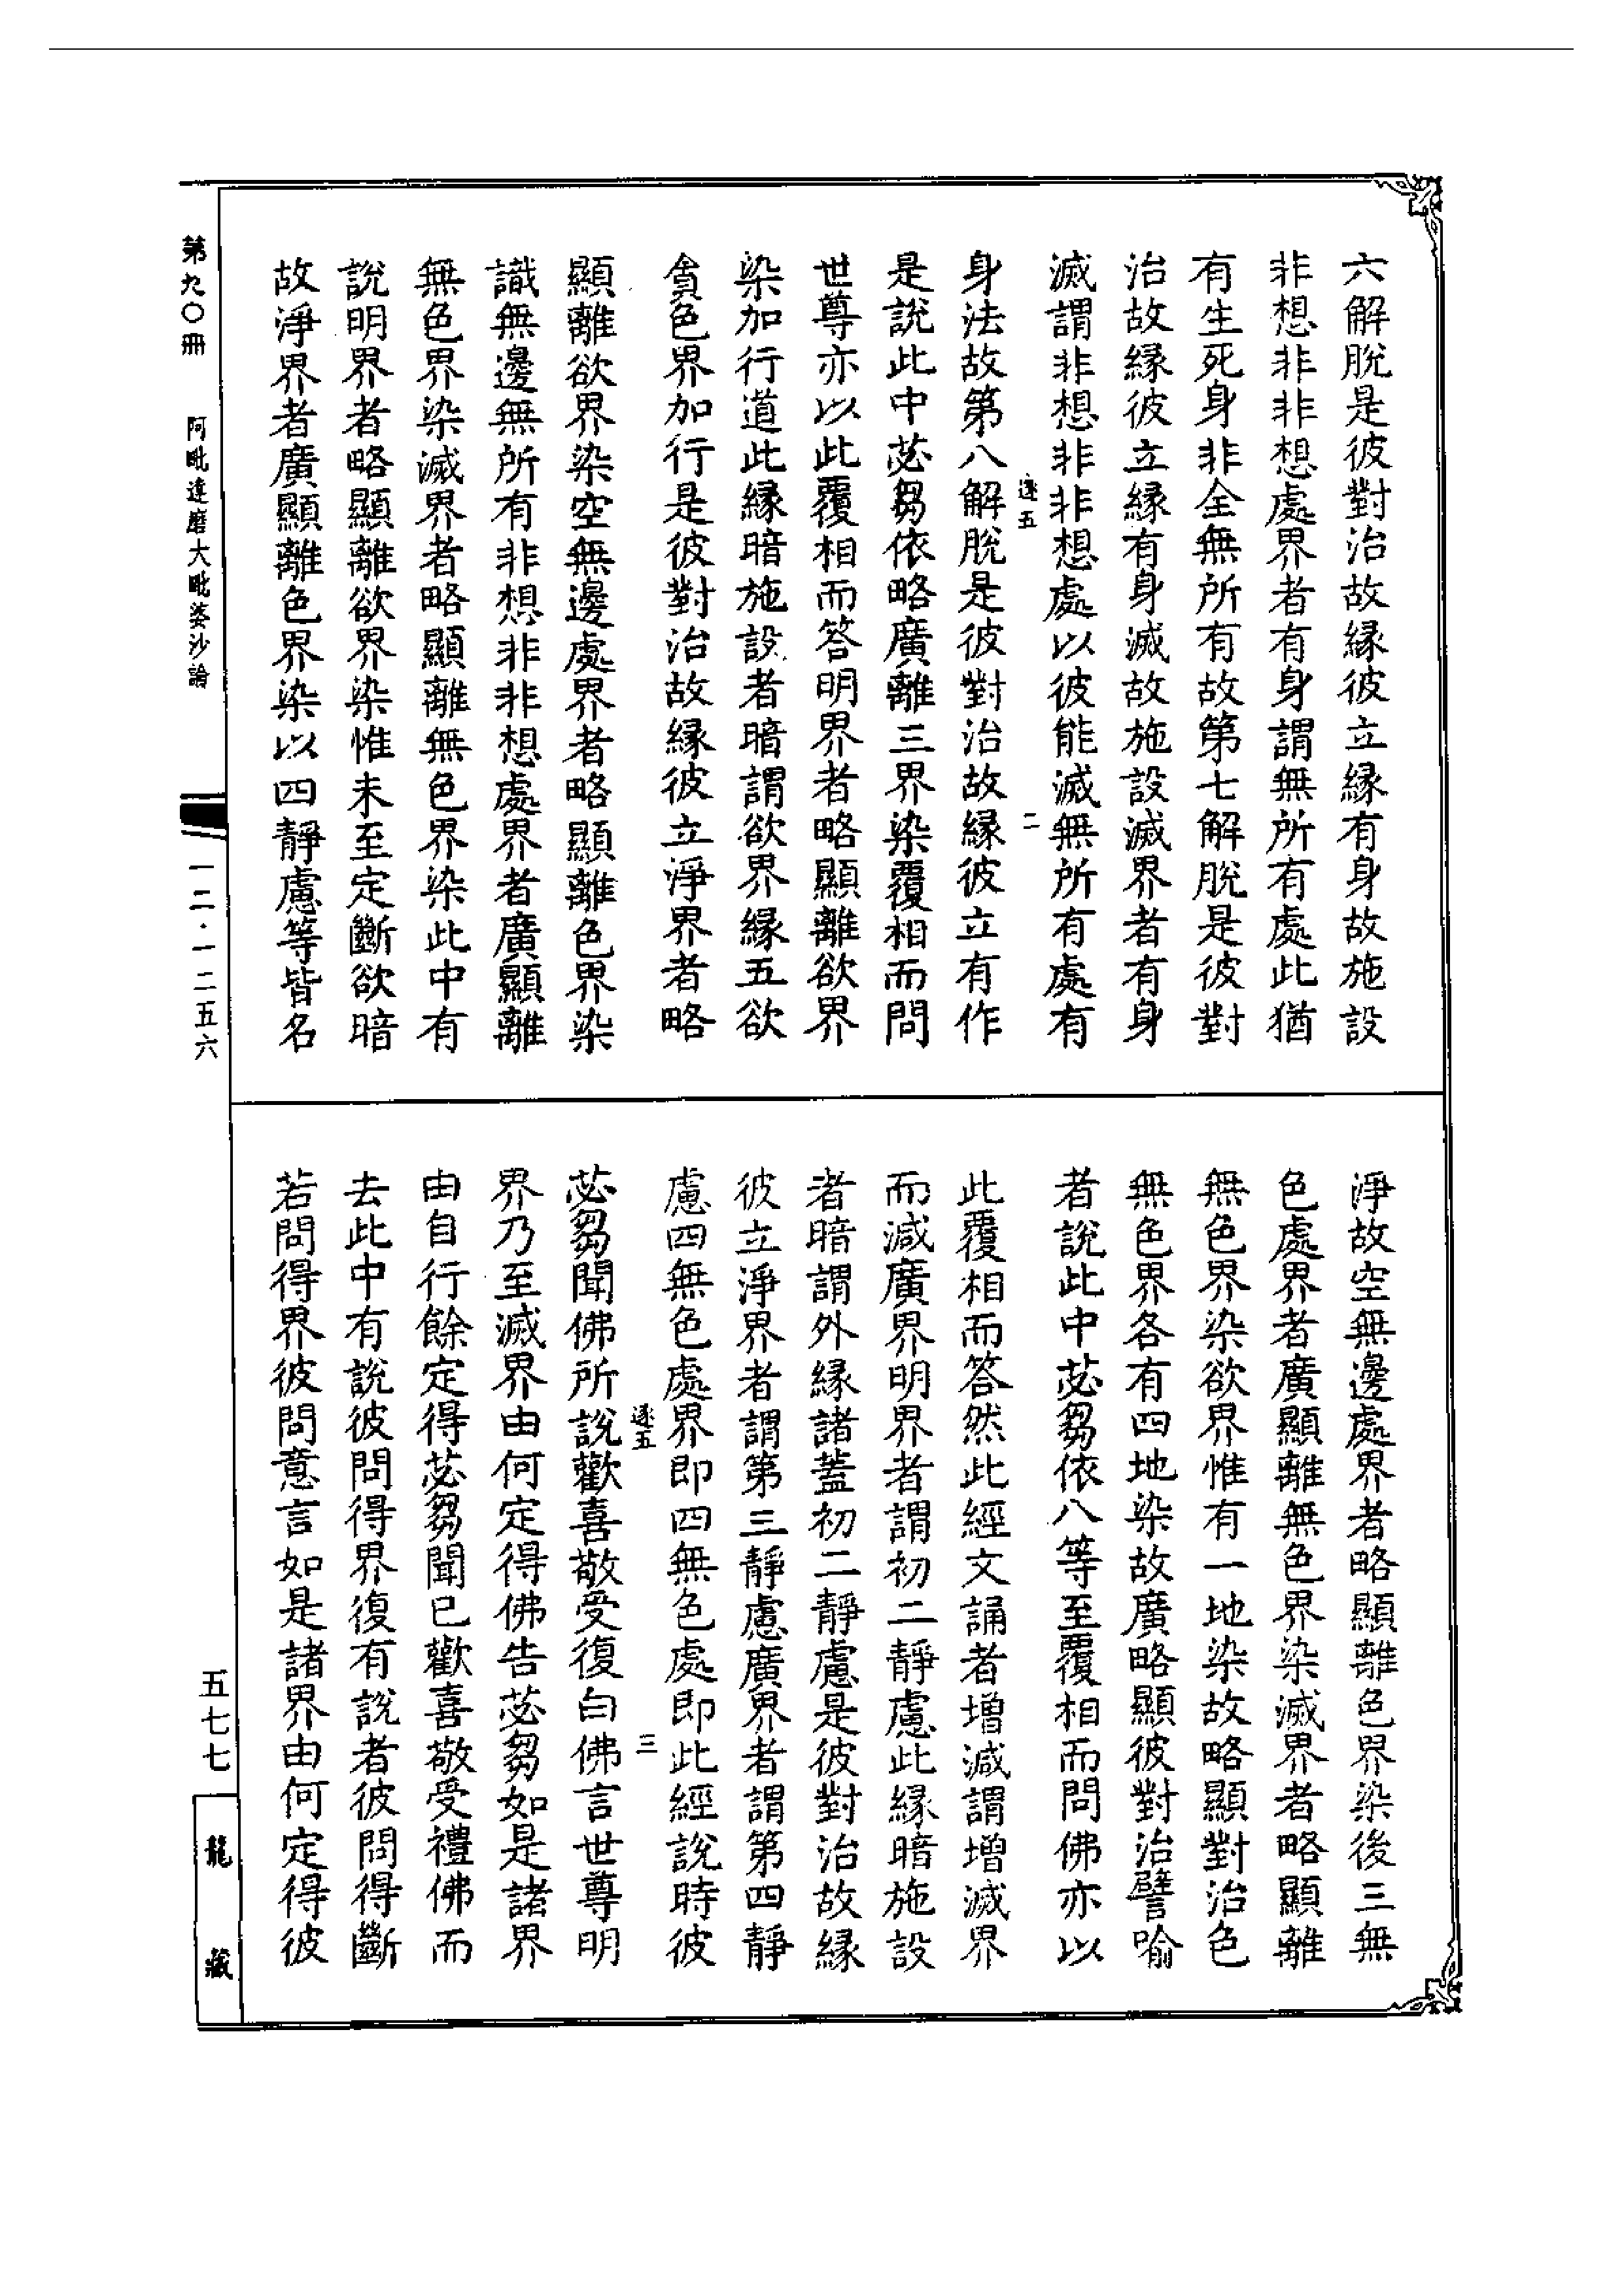 六解脫是彼對治故緣彼立緣有身故施設
非想非非想處界者有身謂無所有處此猶
有生死身非全無所有故第七解脫是彼對
治故緣彼立緣有身滅故施設滅界者有身
滅謂非想非非想處以彼能滅無所有處有
逐五 二
身法故第八解脫是彼對治故緣彼立有作
是說此中苾芻依略廣離三界染覆相而問
世尊亦以此覆相而答明界者略顯離欲界
染加行道此緣暗施設者暗謂欲界緣五欲
貪色界加行是彼對治故緣彼立淨界者略
顯離欲界染空無邊處界者略顯離色界染
識無邊無所有非想非非想處界者廣顯離
無色界染滅界者略顯離無色界染此中有
說明界者略顯離欲界染惟未至定斷欲暗
故淨界者廣顯離色界染以四靜慮等皆名
淨故空無邊處界者略顯離色界染後三無
色處界者廣顯離無色界染滅界者略顯離
無色界染欲界惟有一地染故略顯對治色
無色界各有四地染故廣略顯彼對治譬喻
者說此中苾芻依八等至覆相而問佛亦以
此覆相而答然此經文誦者增減謂增滅界
而減廣界明界者謂初二靜慮此緣暗施設
者暗謂外緣諸蓋初二靜慮是彼對治故緣
彼立淨界者謂第三靜慮廣界者謂第四靜
慮四無色處界即四無色處即此經說時彼
逐五 三
苾芻聞佛所說歡喜敬受復白佛言世尊明
界乃至滅界由何定得佛告苾芻如是諸界
由自行餘定得苾芻聞已歡喜敬受禮佛而
去此中有說彼問得界復有說者彼問得斷
若問得界彼問意言如是諸界由何定得彼
第九〇冊 阿毗達磨大毗婆沙論 一二·一二五六 五七七 龍藏